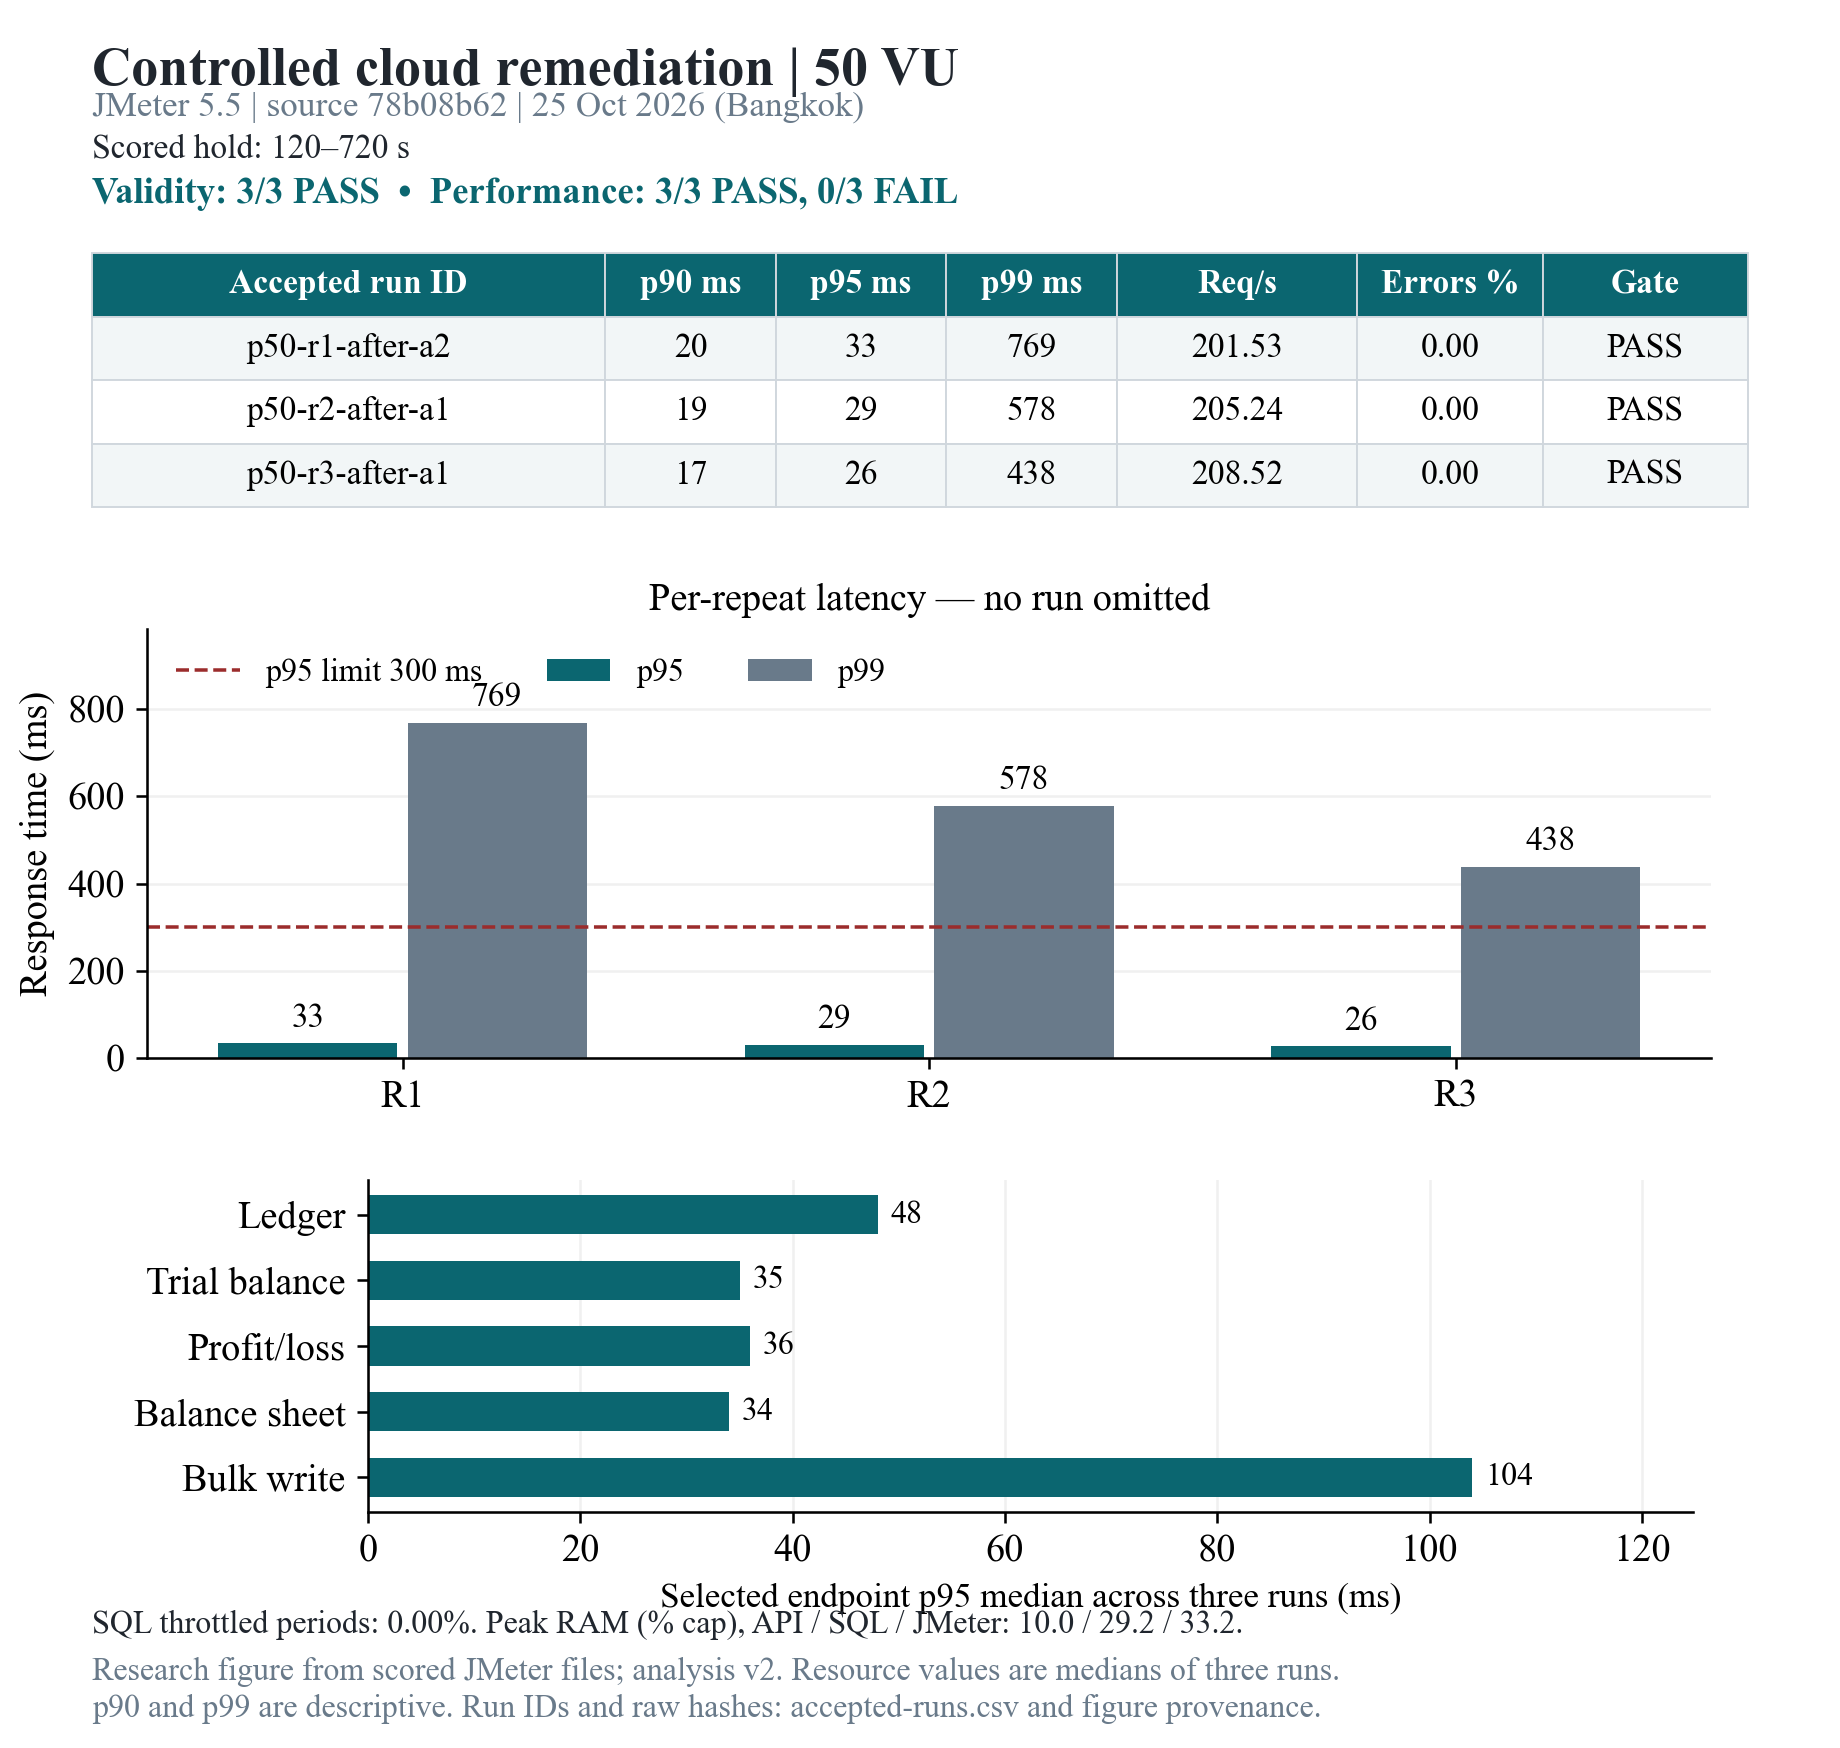 Controlled cloud remediation | 50 VU
JMeter 5.5 | source 78b08b62 | 25 Oct 2026 (Bangkok)
Scored hold: 120–720 s
Validity: 3/3 PASS • Performance: 3/3 PASS, 0/3 FAIL
Accepted run ID p90 ms p95 ms p99 ms Req/s Errors % Gate
p50-r1-after-a2 20 33 769 201.53 0.00 PASS
p50-r2-after-a1 19 29 578 205.24 0.00 PASS
p50-r3-after-a1 17 26 438 208.52 0.00 PASS
Per-repeat latency — no run omitted
p95 limit 300 ms p95 p99
Response time (ms)
800
600
400
200
0
769
578
438
33
29
26
R1 R2 R3
Ledger 48
Trial balance 35
Profit/loss 36
Balance sheet 34
Bulk write 104
0 20 40 60 80 100 120
Selected endpoint p95 median across three runs (ms)
SQL throttled periods: 0.00%. Peak RAM (% cap), API / SQL / JMeter: 10.0 / 29.2 / 33.2.
Research figure from scored JMeter files; analysis v2. Resource values are medians of three runs.
p90 and p99 are descriptive. Run IDs and raw hashes: accepted-runs.csv and figure provenance.